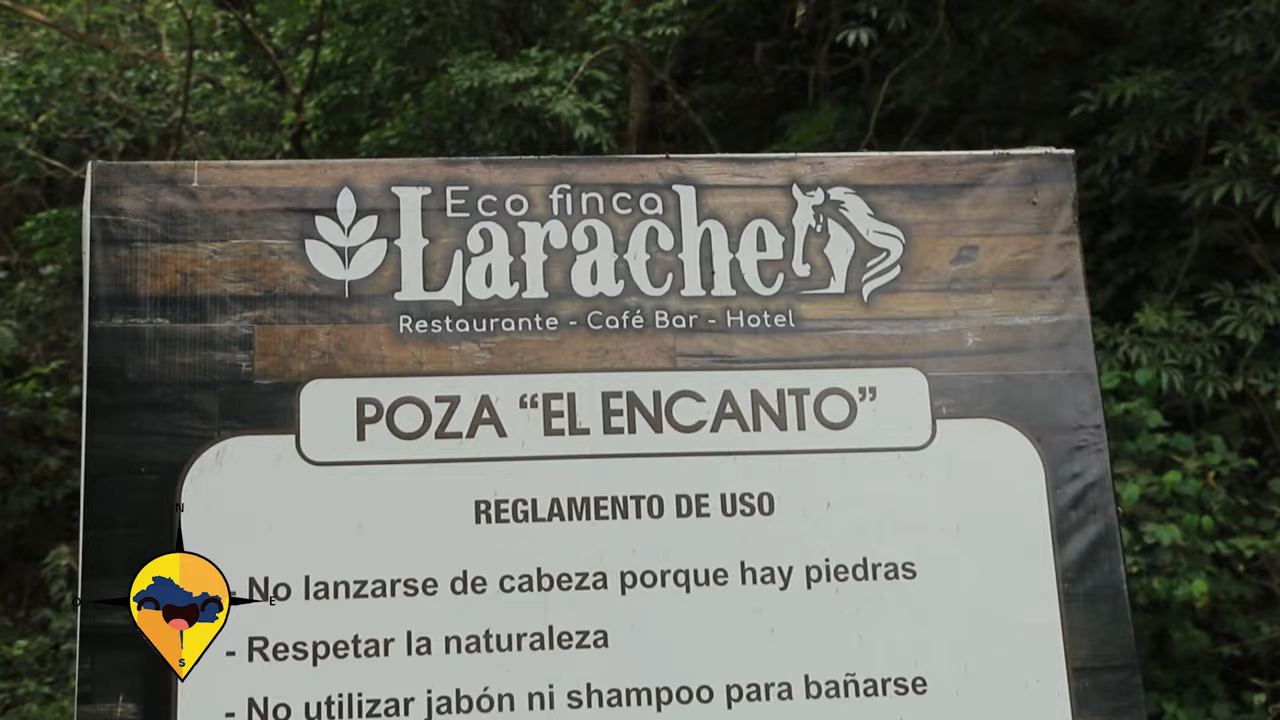 Eco finca
Larache
Restaurante - Café Bar - Hotel
POZA “EL ENCANTO”
REGLAMENTO DE USO
- No lanzarse de cabeza porque hay piedras
- Respetar la naturaleza
- No utilizar jabón ni shampoo para bañarse
N
O E
S